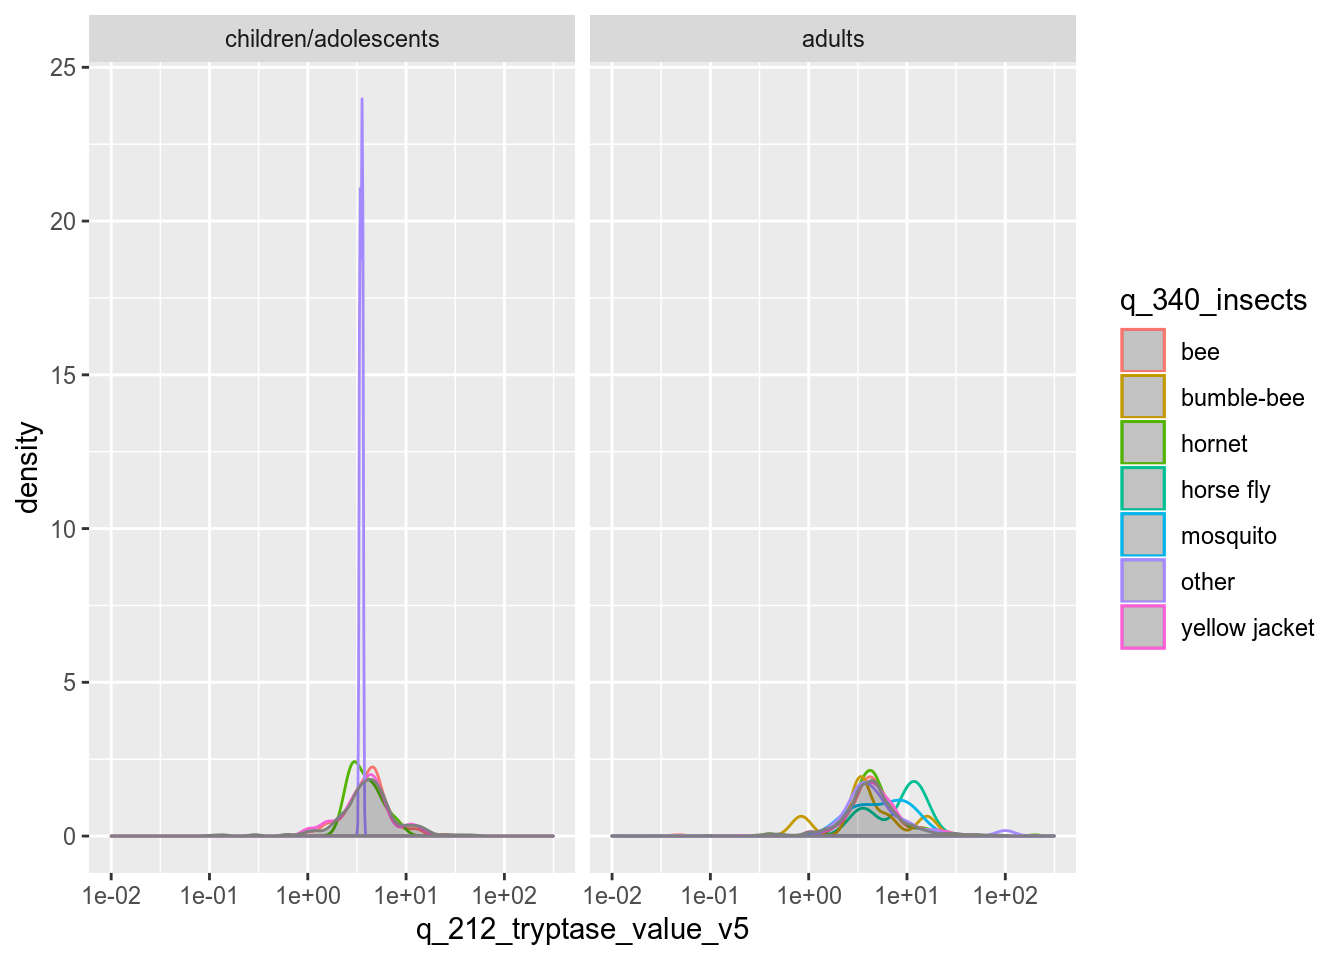 children/adolescents
adults
25
20
15
10
5
0
density
1e-02
1e-01
1e+00
1e+01
1e+02
1e-02
1e-01
1e+00
1e+01
1e+02
q_212_tryptase_value_v5
q_340_insects
bee
bumble-bee
hornet
horse fly
mosquito
other
yellow jacket